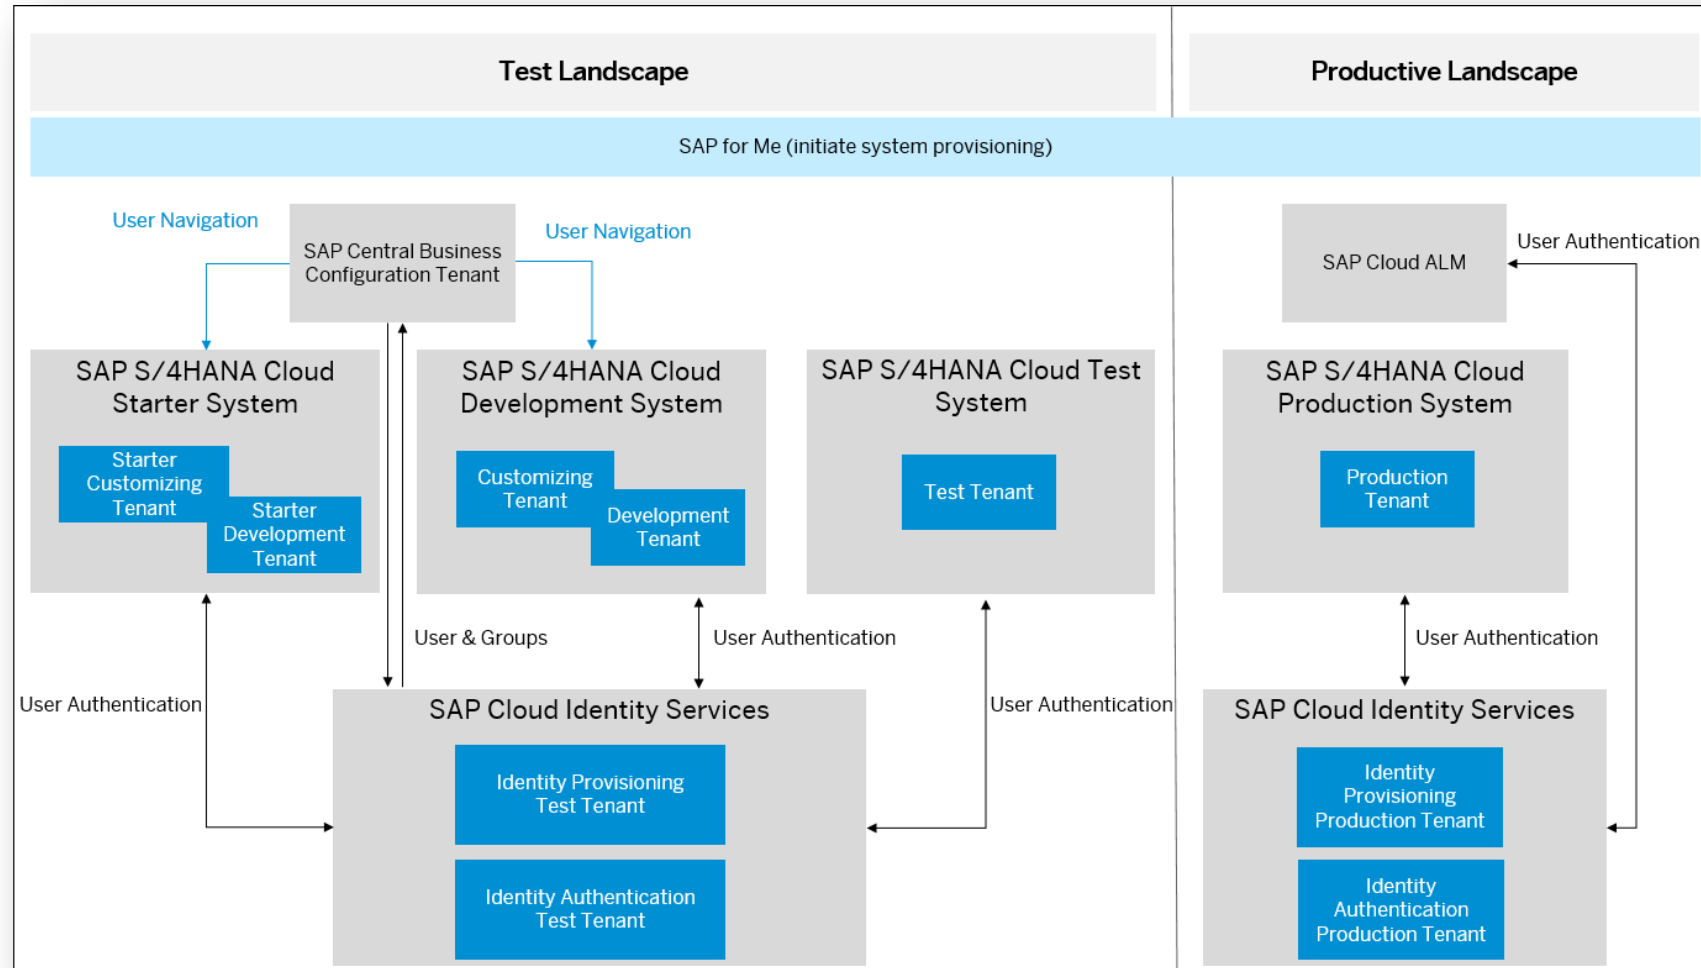 Test Landscape
Productive Landscape
SAP for Me (initiate system provisioning)
User Navigation
SAP Central Business
Configuration Tenant
User Navigation
SAP Cloud ALM
User Authentication
SAP S/4HANA Cloud
Starter System
Starter
Customizing
Tenant
Starter
Development
Tenant
SAP S/4HANA Cloud
Development System
Customizing
Tenant
Development
Tenant
SAP S/4HANA Cloud Test
System
Test Tenant
SAP S/4HANA Cloud
Production System
Production
Tenant
User & Groups
User Authentication
User Authentication
User Authentication
User Authentication
SAP Cloud Identity Services
Identity Provisioning
Test Tenant
Identity Authentication
Test Tenant
SAP Cloud Identity Services
Identity
Provisioning
Production Tenant
Identity
Authentication
Production Tenant